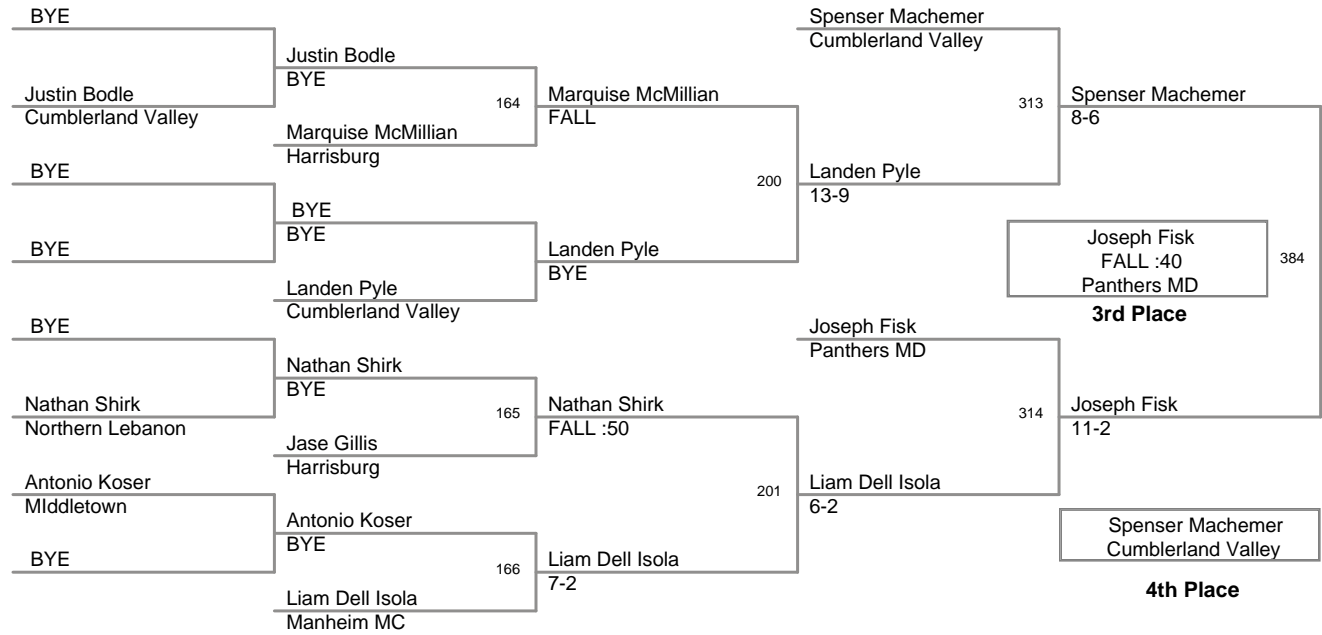 BYE
Justin Bodle
Cumblerland Valley
BYE
BYE
BYE
Nathan Shirk
Northern Lebanon
Antonio Koser
MIddletown
BYE
Justin Bodle
BYE
164
Marquise McMillian
Harrisburg
BYE
BYE
Landen Pyle
Cumblerland Valley
Nathan Shirk
BYE
165
Jase Gillis
Harrisburg
Antonio Koser
BYE
166
Liam Dell Isola
Manheim MC
Marquise McMillian
FALL
200
Landen Pyle
BYE
Nathan Shirk
FALL :50
201
Liam Dell Isola
7-2
Spenser Machemer
Cumblerland Valley
313
Landen Pyle
13-9
Joseph Fisk
Panthers MD
314
Liam Dell Isola
6-2
Spenser Machemer
8-6
Joseph Fisk
FALL :40
Panthers MD
384
3rd Place
Joseph Fisk
11-2
Spenser Machemer
Cumblerland Valley
4th Place